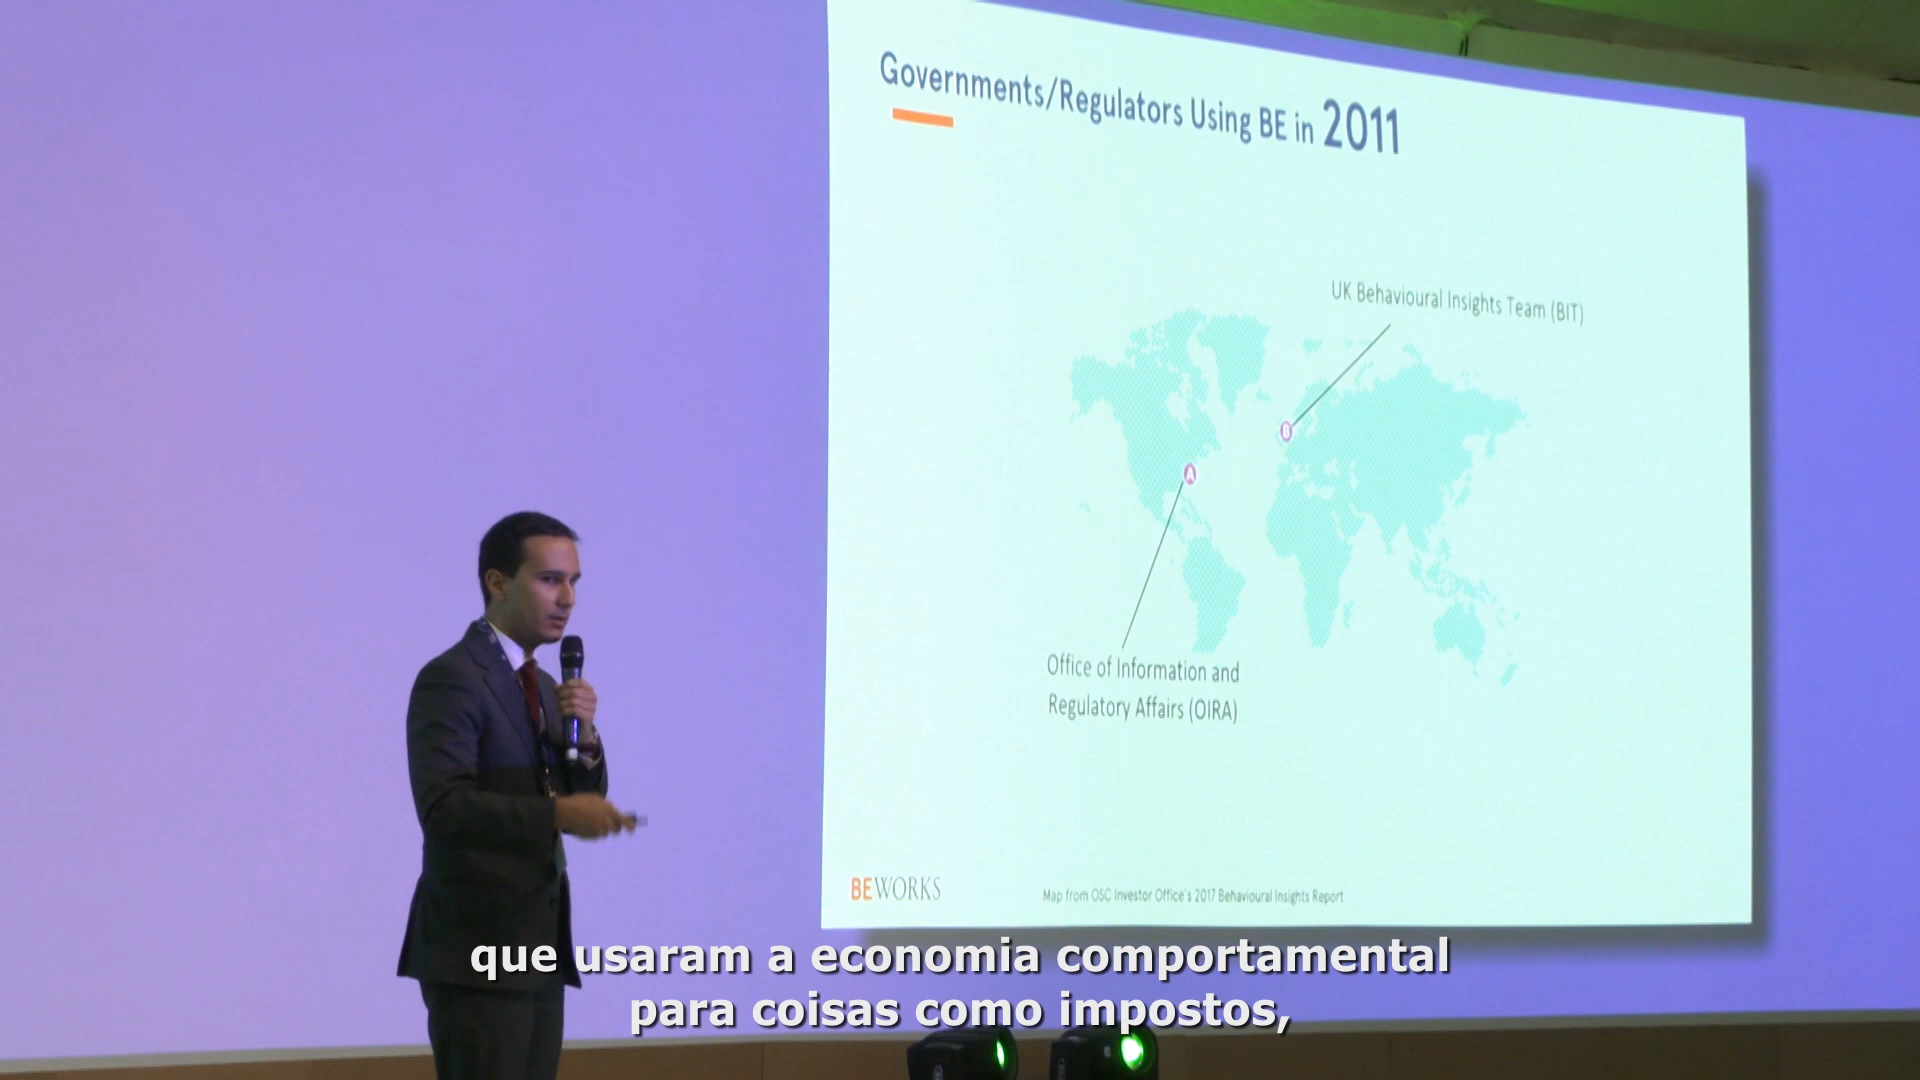 Governments/Regulators Using BE in 2011
UK Behavioural Insights Team (BIT)
B
A
Office of Information and
Regulatory Affairs (OIRA)
BEWORKS
Map from OSC Investor Office's 2017 Behavioural Insights Report
que usaram a economia comportamental
para coisas como impostos,